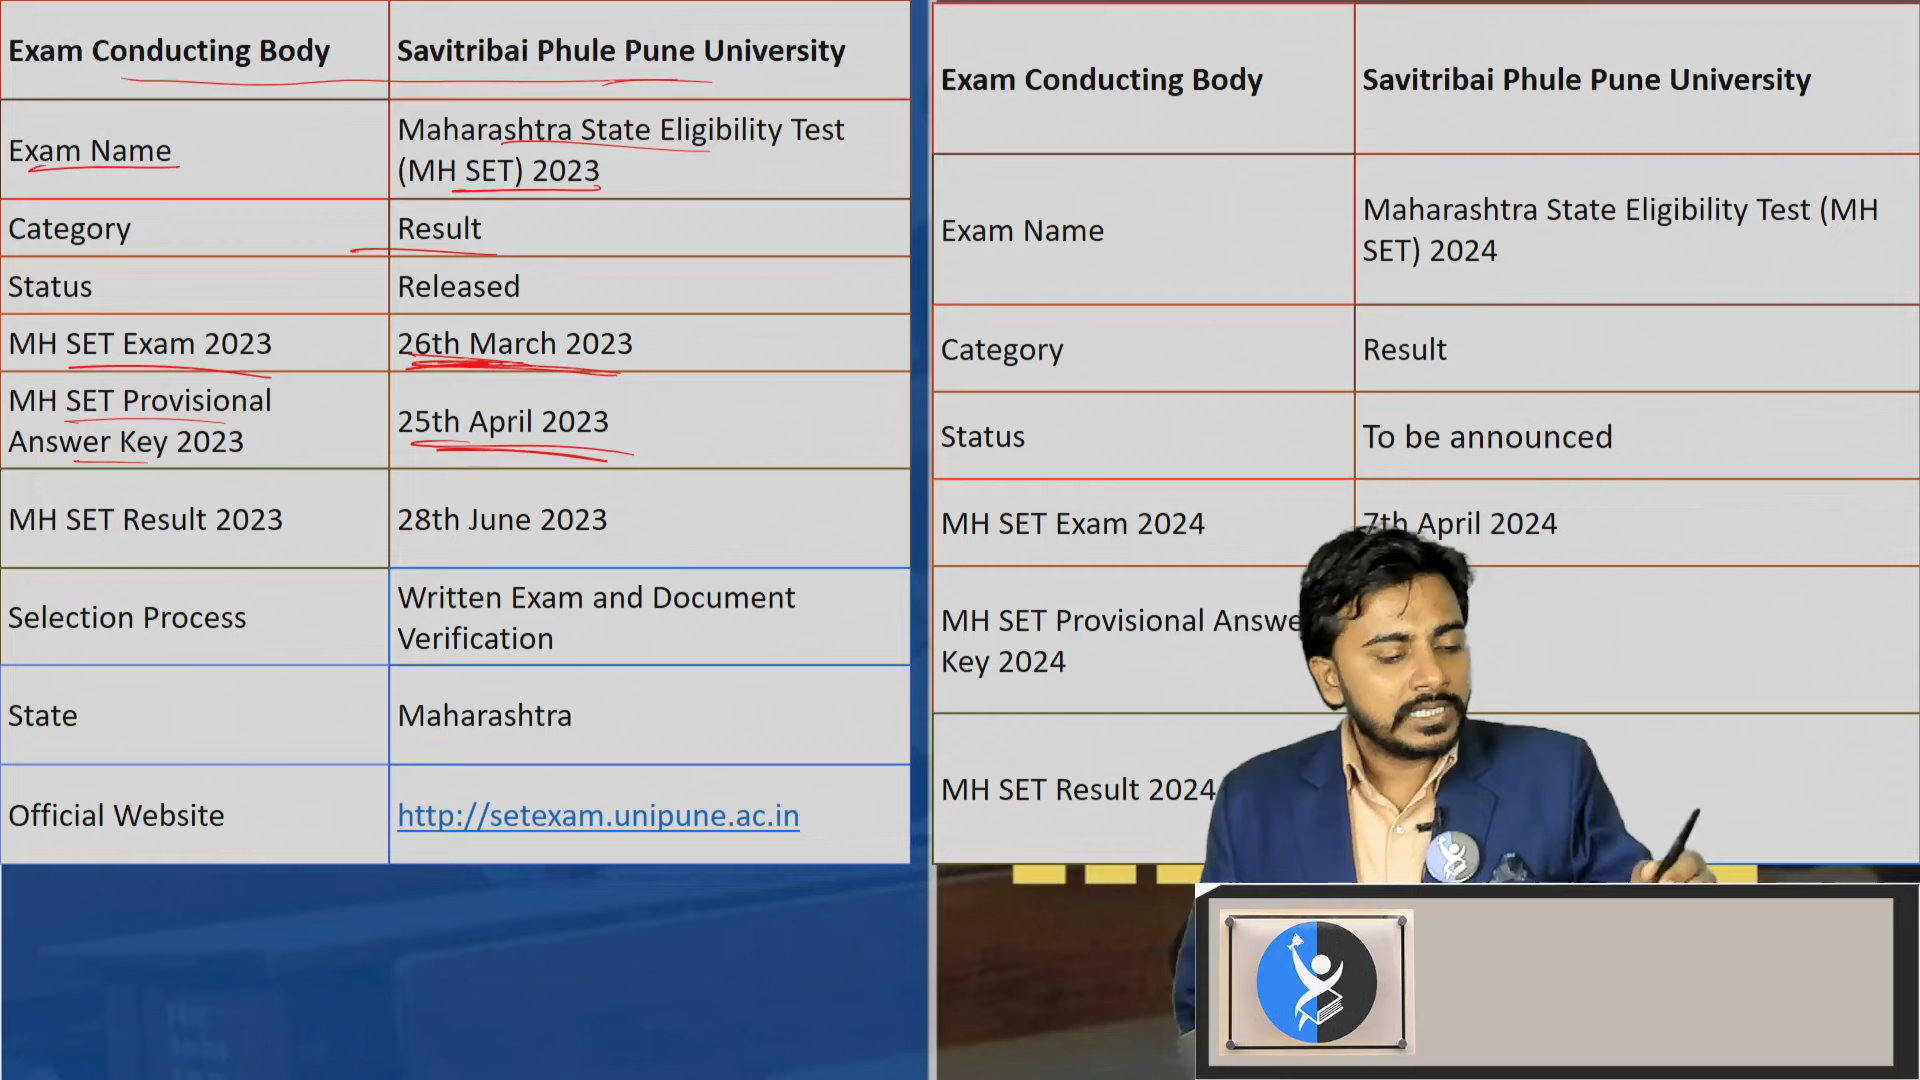 Exam Conducting Body
Savitribai Phule Pune University
Exam Name
Maharashtra State Eligibility Test
(MH SET) 2023
Category
Result
Status
Released
MH SET Exam 2023
26th March 2023
MH SET Provisional
Answer Key 2023
25th April 2023
MH SET Result 2023
28th June 2023
Selection Process
Written Exam and Document
Verification
State
Maharashtra
Official Website
http://setexam.unipune.ac.in
Exam Conducting Body
Savitribai Phule Pune University
Exam Name
Maharashtra State Eligibility Test (MH
SET) 2024
Category
Result
Status
To be announced
MH SET Exam 2024
7th April 2024
MH SET Provisional Answe
Key 2024
MH SET Result 2024